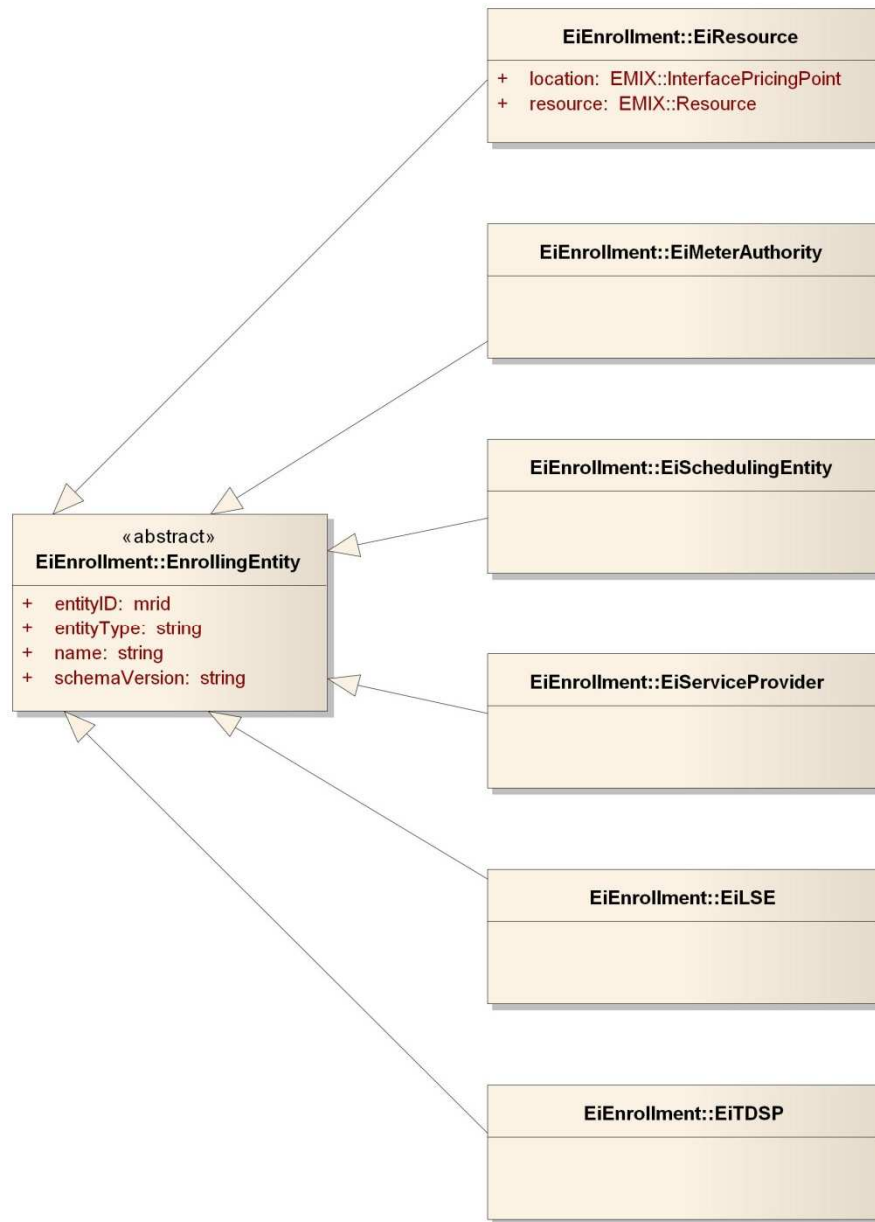 EiEnrollment::EiResource
+ location: EMIX::InterfacePricingPoint
+ resource: EMIX::Resource
EiEnrollment::EiMeterAuthority
EiEnrollment::EiSchedulingEntity
«abstract»
EiEnrollment::EnrollingEntity
+ entityID: mrid
+ entityType: string
+ name: string
+ schemaVersion: string
EiEnrollment::EiServiceProvider
EiEnrollment::EiLSE
EiEnrollment::EiTDSP